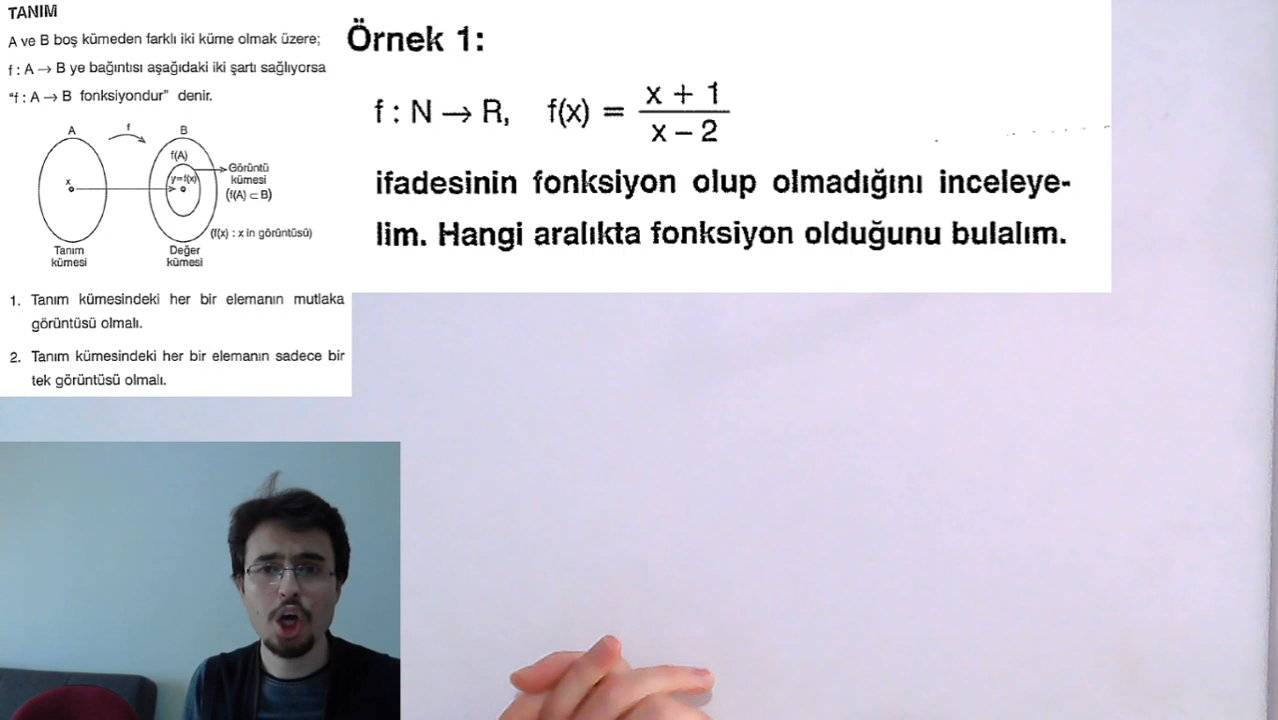 TANIM
A ve B boş kümeden farklı iki küme olmak üzere;
f : A → B ye bağıntısı aşağıdaki iki şartı sağlıyorsa
“f : A → B fonksiyondur” denir.
A f B
f(A)
x y=f(x)
Görüntü
kümesi
(f(A) ⊂ B)
(f(x) : x in görüntüsü)
Tanım
kümesi
Değer
kümesi
1. Tanım kümesindeki her bir elemanın mutlaka
görüntüsü olmalı.
2. Tanım kümesindeki her bir elemanın sadece bir
tek görüntüsü olmalı.
Örnek 1:
f : N → R, f(x) = x + 1 / x – 2
ifadesinin fonksiyon olup olmadığını inceleye-
lim. Hangi aralıkta fonksiyon olduğunu bulalım.